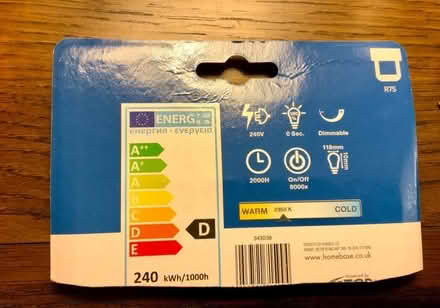 R7S
ENERG
енергия · ενεργεια
A++
A+
A
B
C
D
E
D
240 kWh/1000h
240V
0 Sec.
Dimmable
2000H
On/Off
8000x
118mm
WARM
COLD
343038
www.homebase.co.uk